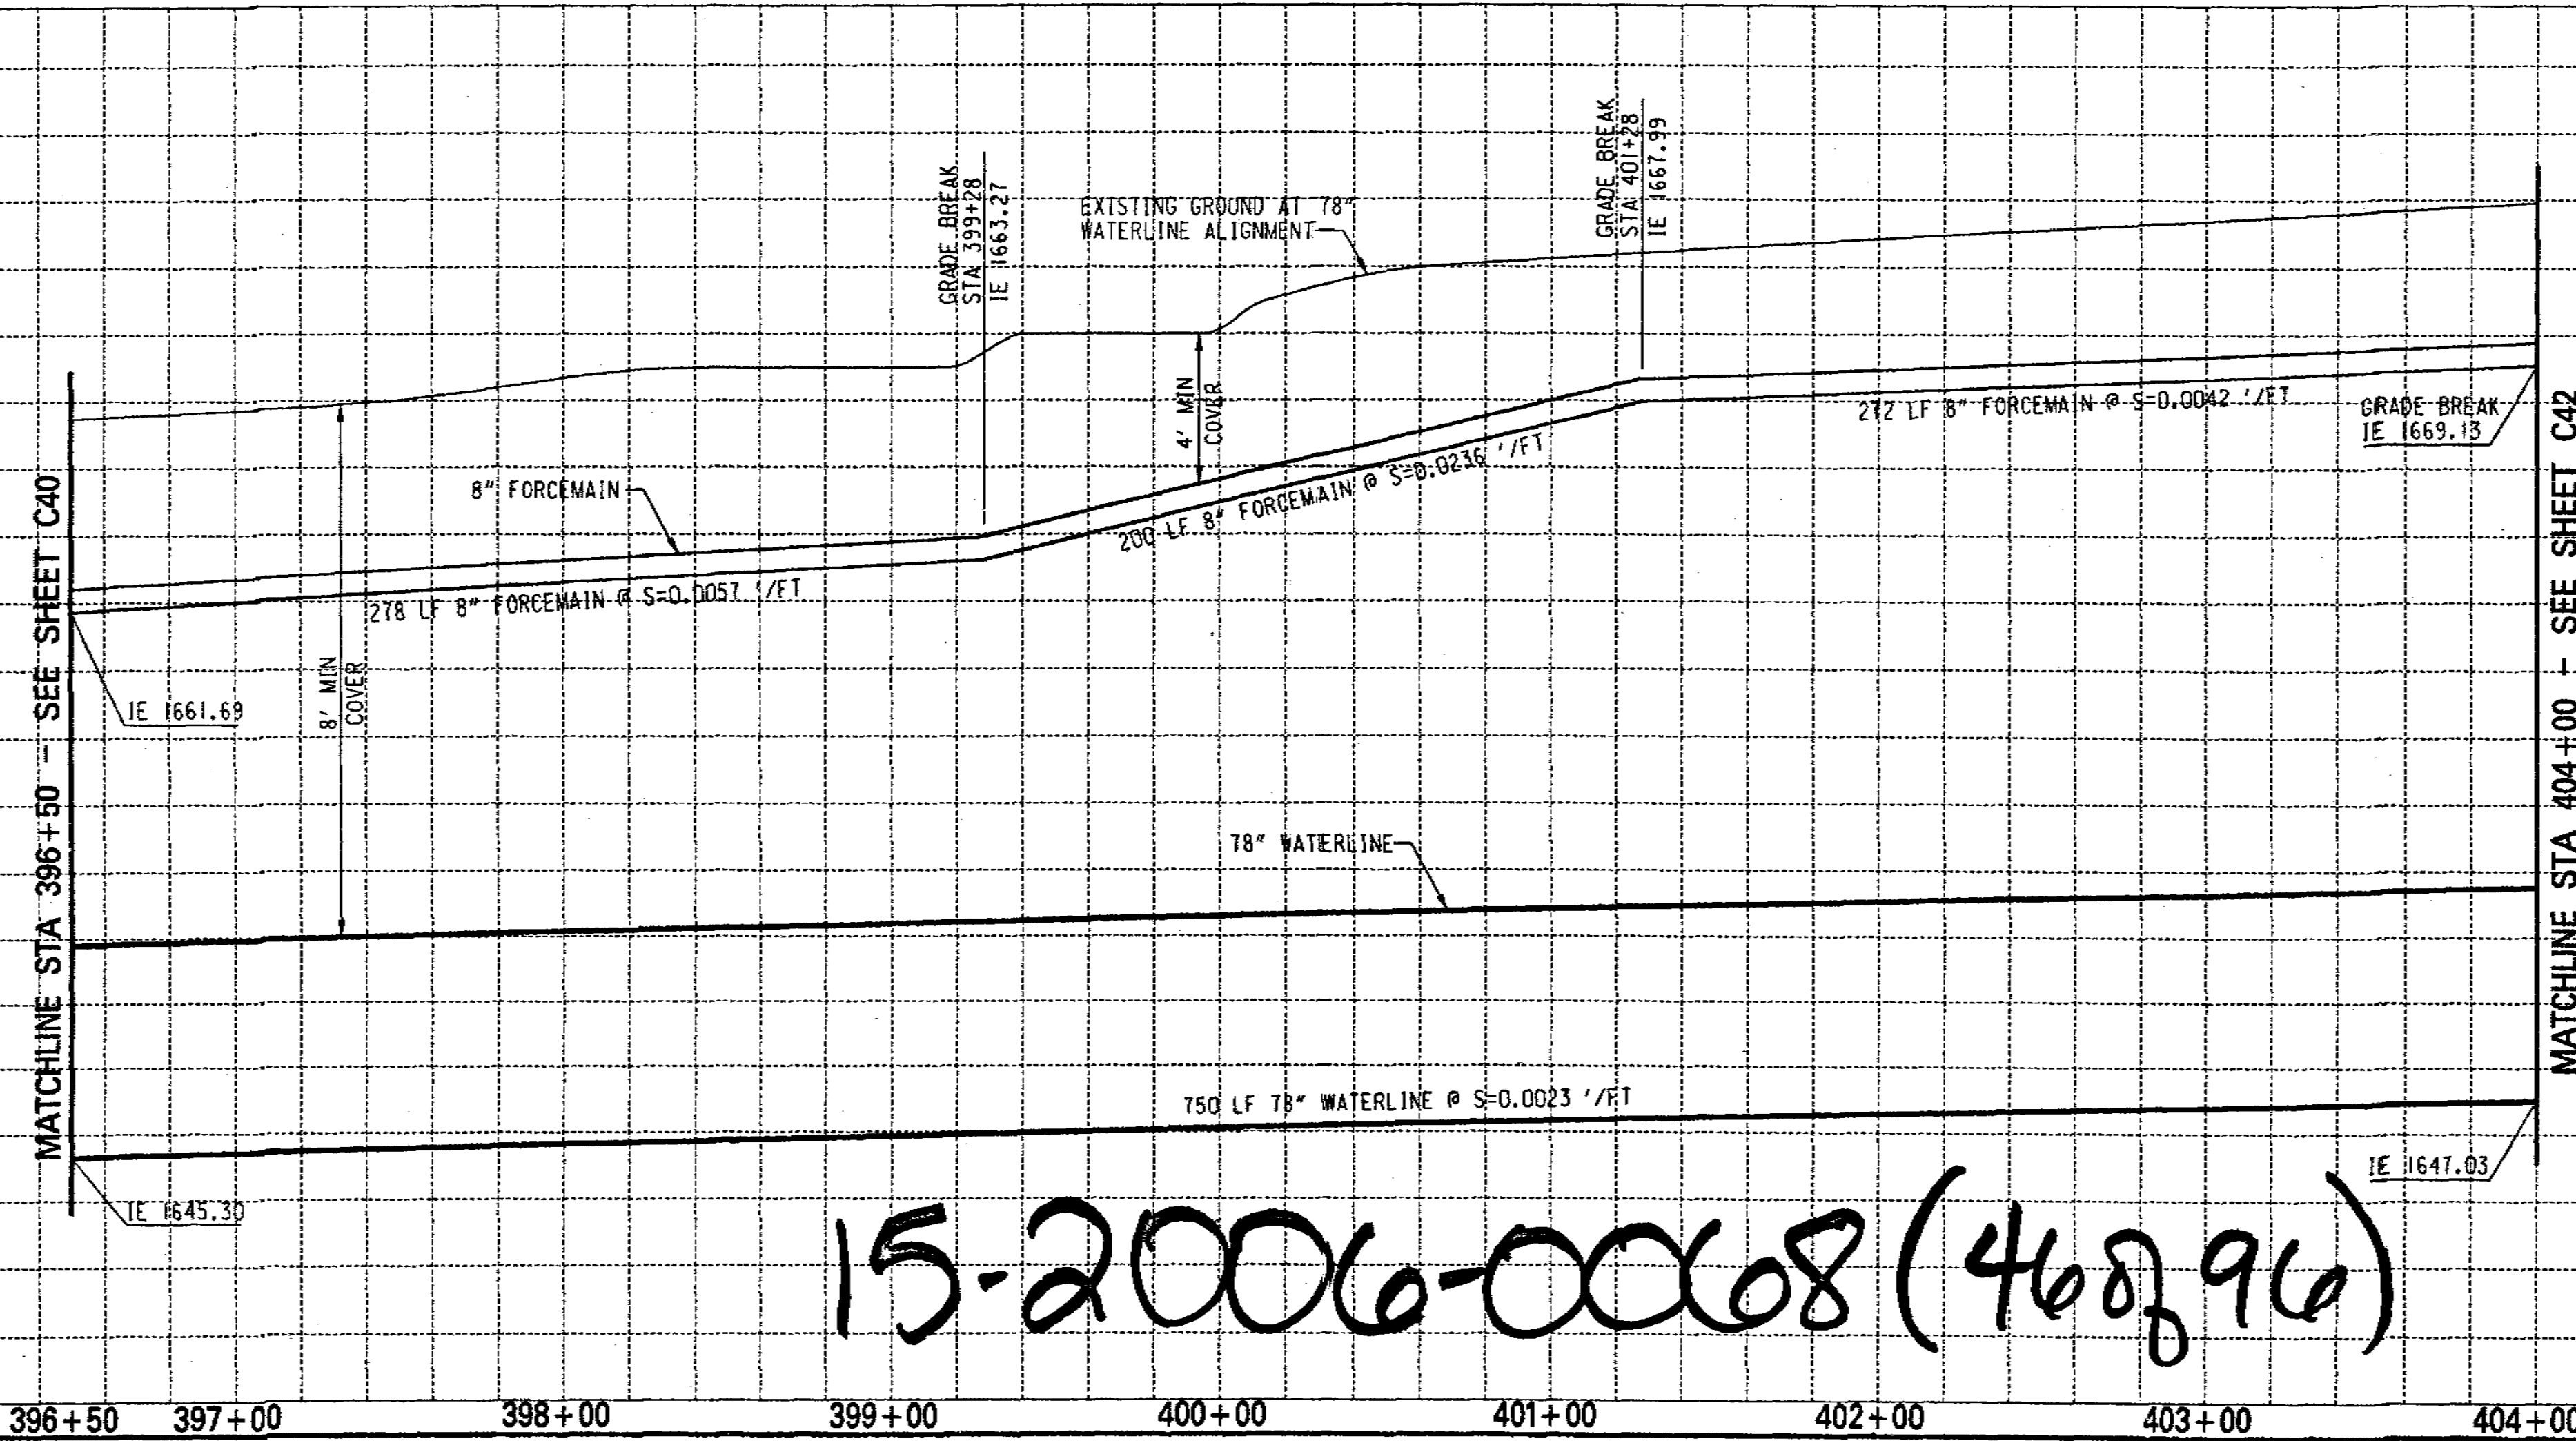 GRADE BREAK
STA 401+28
IE 1667.99
GRADE BREAK
STA 399+28
IE 1663.27
EXISTING GROUND AT 78"
WATERLINE ALIGNMENT
4' MIN
COVER
272 LF 8" FORCEMAIN @ S=0.0042 '/FT
GRADE BREAK
IE 1669.13
8" FORCEMAIN
200 LF 8" FORCEMAIN @ S=0.0236 '/FT
278 LF 8" FORCEMAIN @ S=0.0057 '/FT
MATCHLINE STA 396+50 - SEE SHEET C40
MATCHLINE STA 404+00 - SEE SHEET C42
IE 1661.69
8' MIN
COVER
78" WATERLINE
750 LF 78" WATERLINE @ S=0.0023 '/FT
IE 1647.03
IE 1645.30
15-2006-0068 (46 of 96)
396+50 397+00 398+00 399+00 400+00 401+00 402+00 403+00 404+00